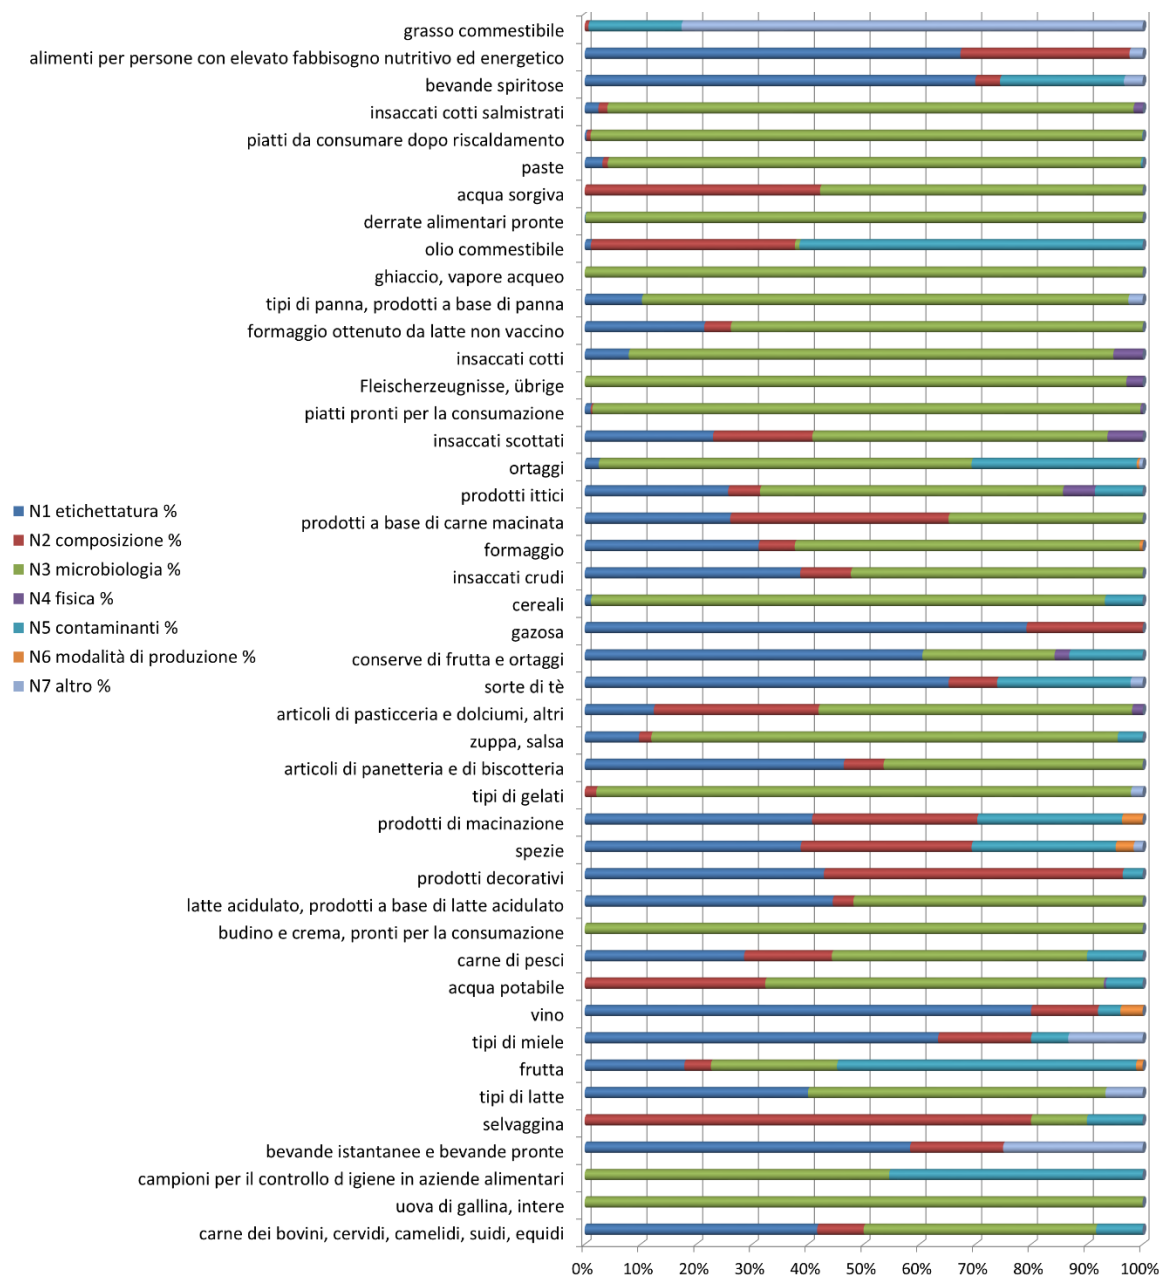 grasso commestibile
alimenti per persone con elevato fabbisogno nutritivo ed energetico
bevande spiritose
insaccati cotti salmistrati
piatti da consumare dopo riscaldamento
paste
acqua sorgiva
derrate alimentari pronte
olio commestibile
ghiaccio, vapore acqueo
tipi di panna, prodotti a base di panna
formaggio ottenuto da latte non vaccino
insaccati cotti
Fleischerzeugnisse, übrige
piatti pronti per la consumazione
insaccati scottati
ortaggi
prodotti ittici
prodotti a base di carne macinata
formaggio
insaccati crudi
cereali
gazosa
conserve di frutta e ortaggi
sorte di tè
articoli di pasticceria e dolciumi, altri
zuppa, salsa
articoli di panetteria e di biscotteria
tipi di gelati
prodotti di macinazione
spezie
prodotti decorativi
latte acidulato, prodotti a base di latte acidulato
budino e crema, pronti per la consumazione
carne di pesci
acqua potabile
vino
tipi di miele
frutta
tipi di latte
selvaggina
bevande istantanee e bevande pronte
campioni per il controllo d igiene in aziende alimentari
uova di gallina, intere
carne dei bovini, cervidi, camelidi, suidi, equidi
N1 etichettatura %
N2 composizione %
N3 microbiologia %
N4 fisica %
N5 contaminanti %
N6 modalità di produzione %
N7 altro %
0% 10% 20% 30% 40% 50% 60% 70% 80% 90% 100%